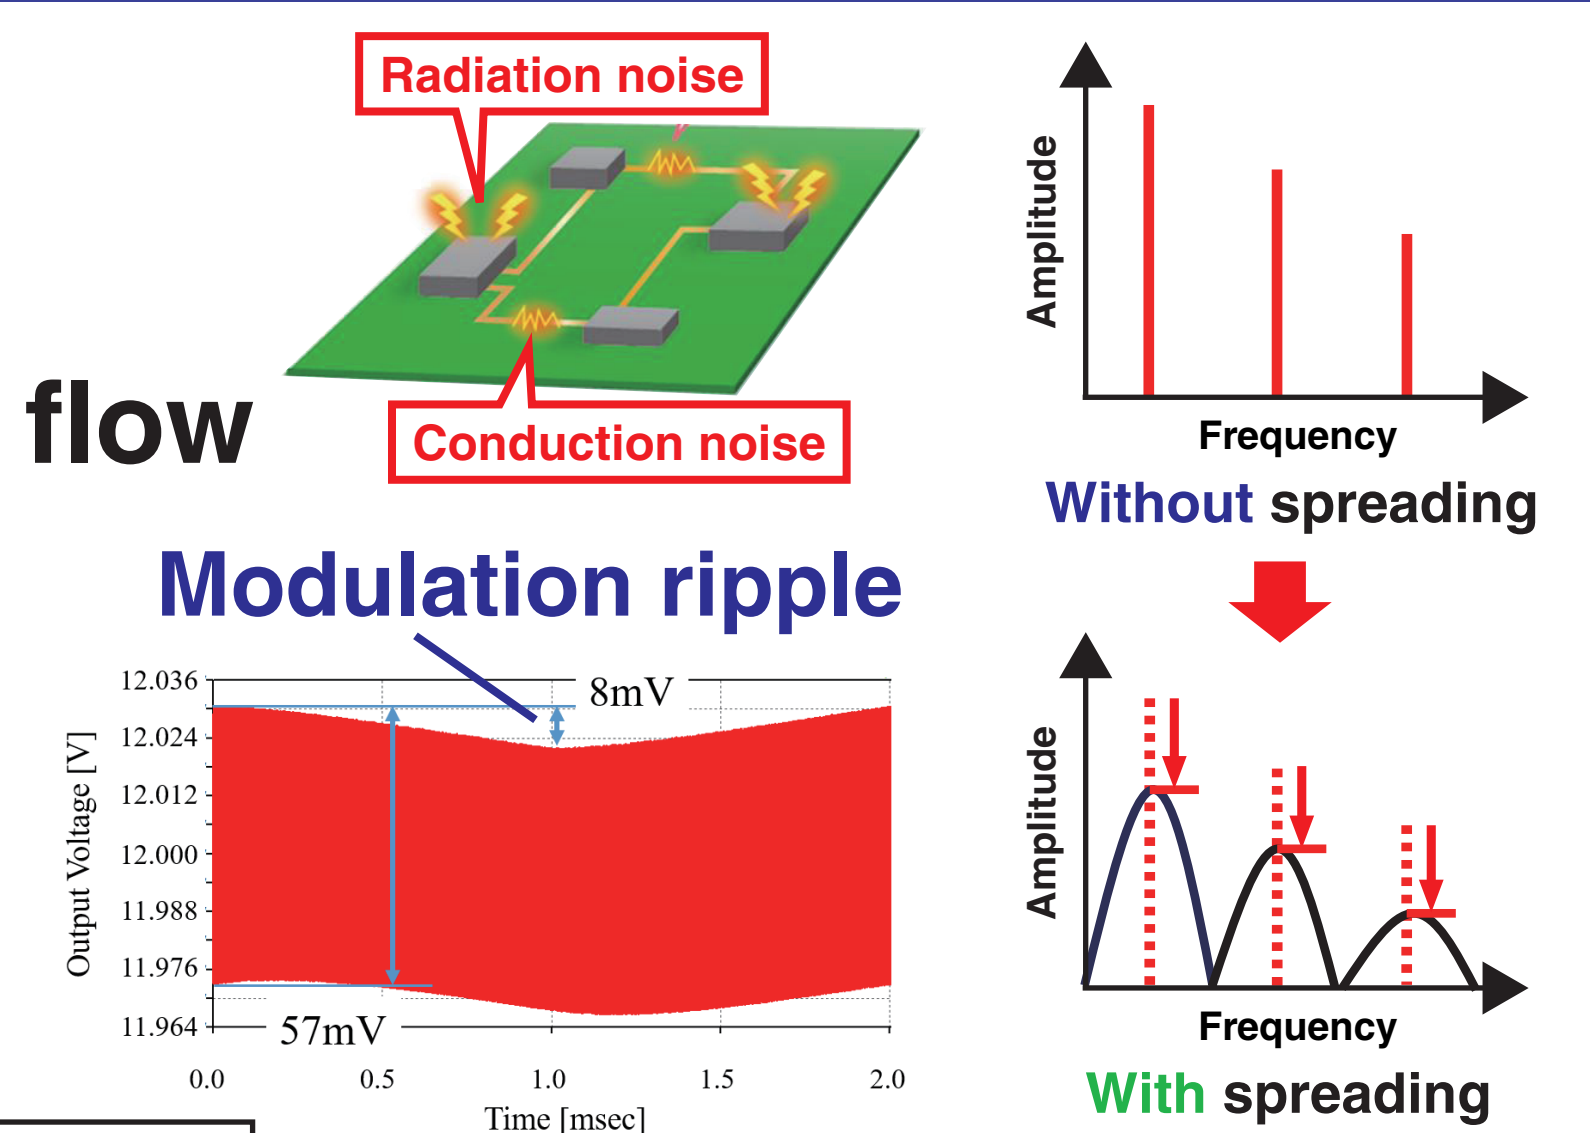 Radiation noise
Conduction noise
flow
Amplitude
Frequency
Without spreading
Modulation ripple
12.036
12.024
12.012
12.000
11.988
11.976
11.964
Output Voltage [V]
8mV
57mV
0.0 0.5 1.0 1.5 2.0
Time [msec]
Amplitude
Frequency
With spreading